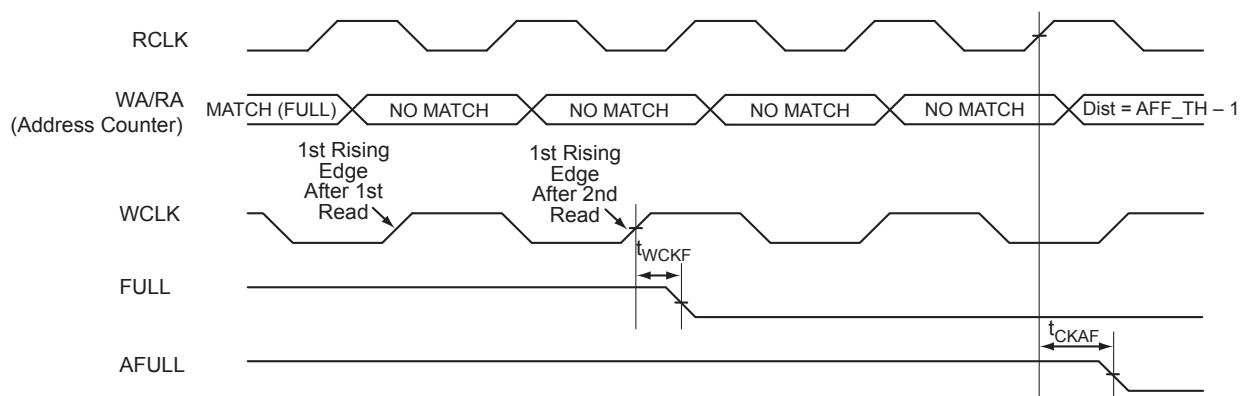 RCLK
WA/RA
(Address Counter)
MATCH (FULL)
NO MATCH
NO MATCH
NO MATCH
NO MATCH
Dist = AFF_TH – 1
1st Rising
Edge
After 1st
Read
1st Rising
Edge
After 2nd
Read
WCLK
tWCKF
FULL
tCKAF
AFULL